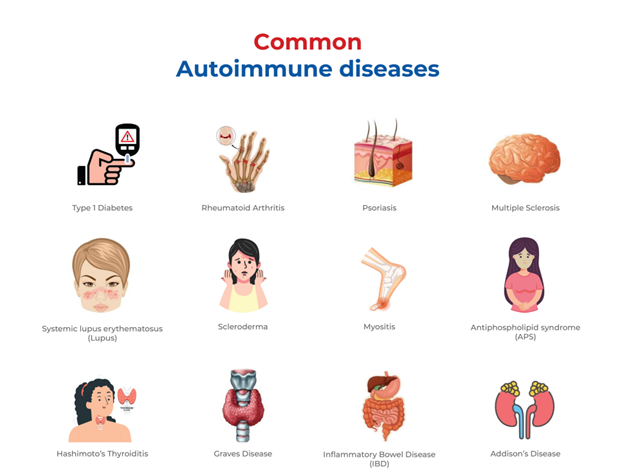 Common
Autoimmune diseases
Type 1 Diabetes
Rheumatoid Arthritis
Psoriasis
Multiple Sclerosis
Systemic lupus erythematosus
(Lupus)
Scleroderma
Myositis
Antiphospholipid syndrome
(APS)
Hashimoto's Thyroiditis
Graves Disease
Inflammatory Bowel Disease
(IBD)
Addison's Disease